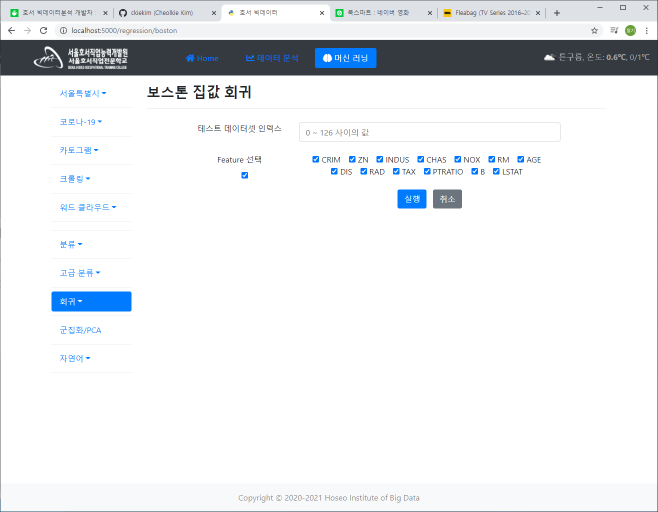 호서 빅데이터분석 개발자
ckiekim (Cheolkie Kim)
호서 빅데이터
북스마트 : 네이버 영화
Fleabag (TV Series 2016–20
localhost:5000/regression/boston
서울호서직업능력개발원
서울호서직업전문학교
Home
데이터 분석
머신 러닝
튼구름, 온도: 0.6℃, 0/1℃
서울특별시
코로나-19
카토그램
크롤링
워드 클라우드
분류
고급 분류
회귀
군집화/PCA
자연어
보스톤 집값 회귀
테스트 데이터셋 인덱스
0 ~ 126 사이의 값
Feature 선택
CRIM ZN INDUS CHAS NOX RM AGE
DIS RAD TAX PTRATIO B LSTAT
실행
취소
Copyright © 2020-2021 Hoseo Institute of Big Data